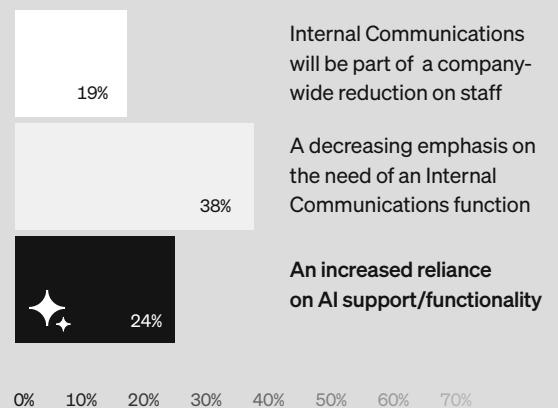 19%
Internal Communications
will be part of a company-
wide reduction on staff
38%
A decreasing emphasis on
the need of an Internal
Communications function
24%
An increased reliance
on AI support/functionality
0% 10% 20% 30% 40% 50% 60% 70%